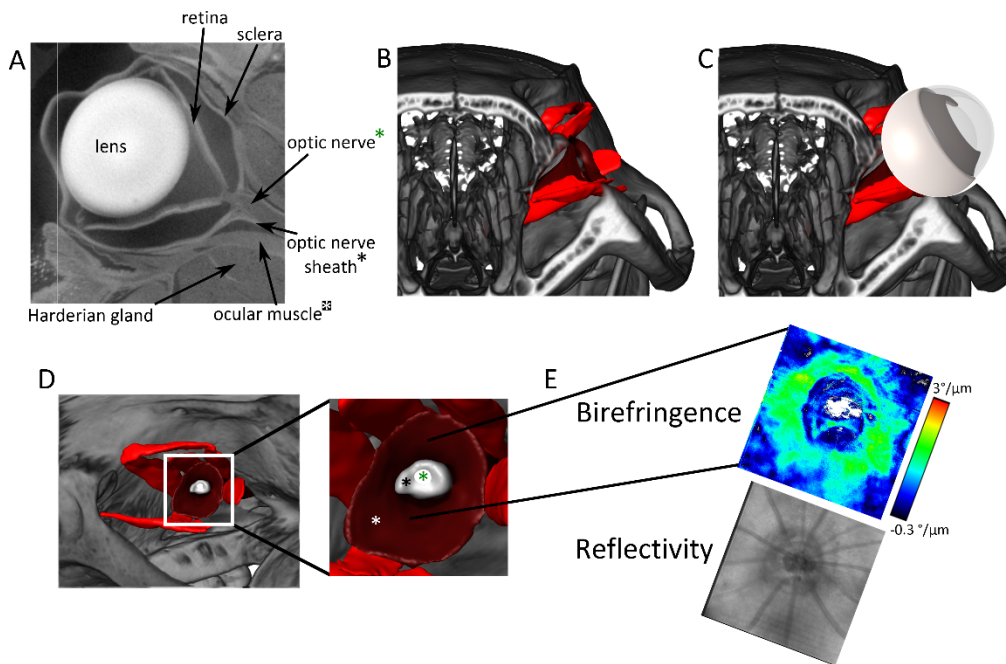 retina
sclera
A
B
C
lens
optic nerve*
optic nerve
sheath*
Harderian gland
ocular muscle*
D
E
Birefringence
3°/µm
-0.3 °/µm
Reflectivity
*
*
*